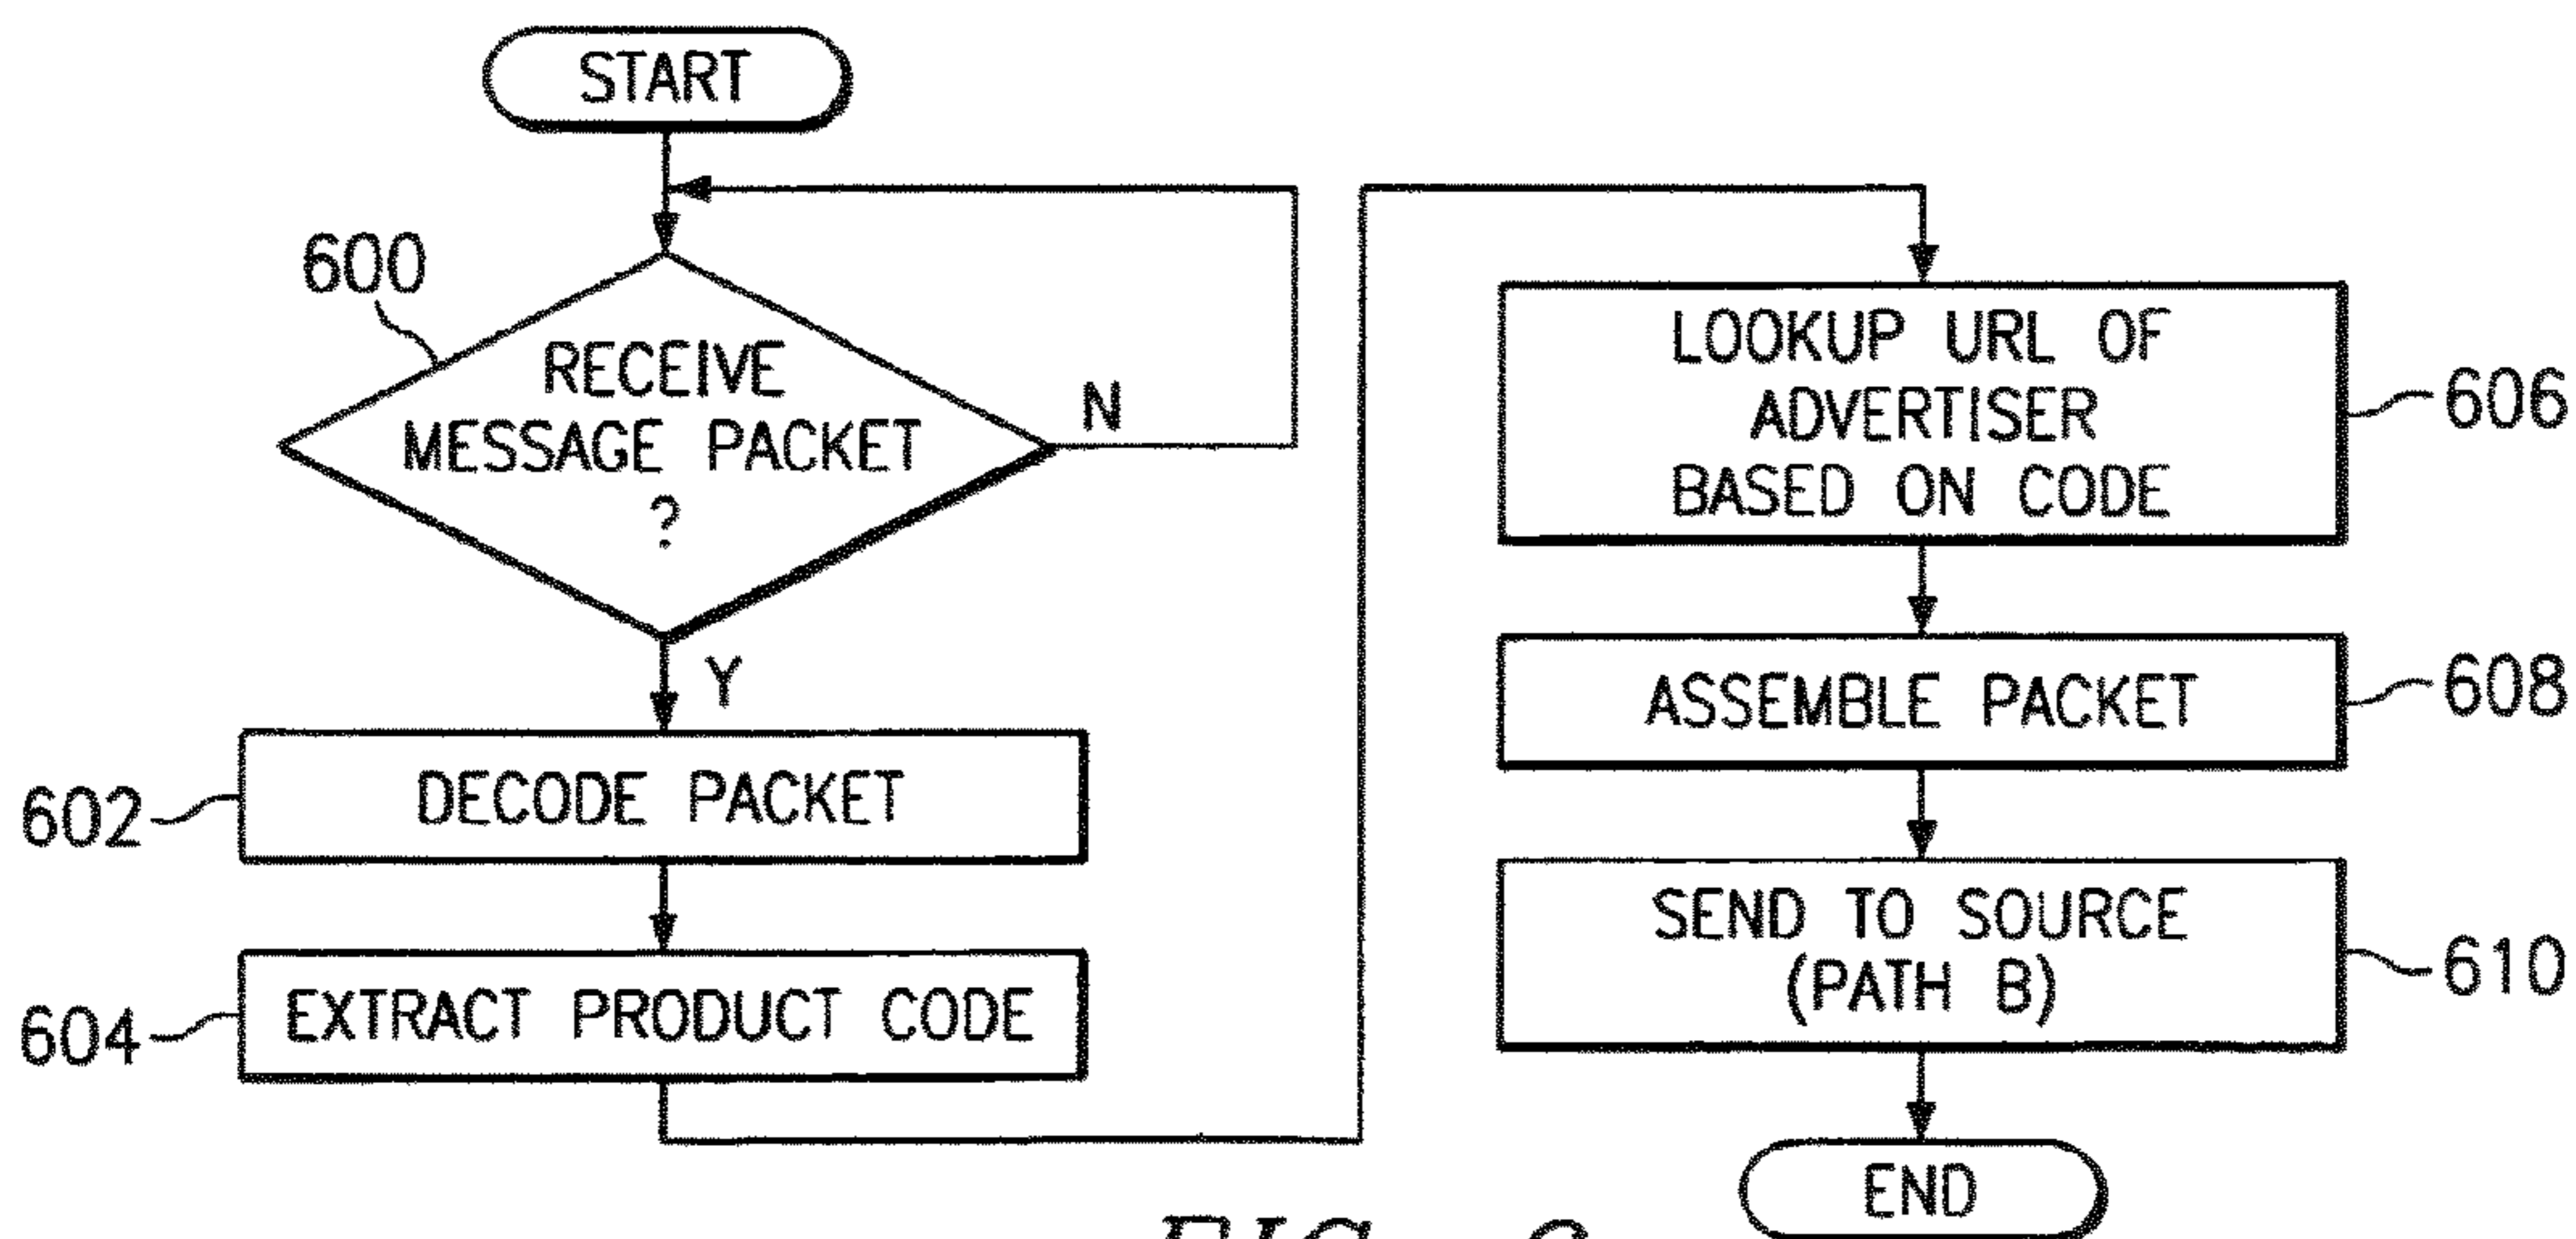 START
600
RECEIVE
MESSAGE PACKET
?
N
Y
602
DECODE PACKET
604
EXTRACT PRODUCT CODE
LOOKUP URL OF
ADVERTISER
BASED ON CODE
606
ASSEMBLE PACKET
608
SEND TO SOURCE
(PATH B)
610
END